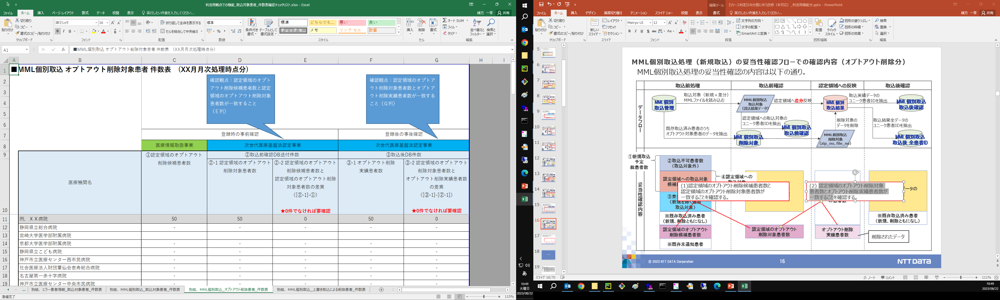 利活用観点での機能_取込対象患者_件数表確認チェックリスト.xlsx - Excel
ファイル ホーム 挿入 ページ レイアウト 数式 データ 校閲 表示 実行したい作業を入力してください...
緒方 一幸 共有
貼り付け
切り取り
コピー
書式のコピー/貼り付け
クリップボード
游ゴシック 16
フォント
折り返して全体を表示する
セルを結合して中央揃え
配置
標準
数値
条件付き書式 テーブルとして書式設定
標準 どちらでも... 悪い 良い
チェック セ... メモ リンク セル 計算
スタイル
挿入 削除 書式
セル
オート SUM
フィル
クリア
並べ替えとフィルター 検索と選択
編集
A1
■MML個別取込 オプトアウト削除対象患者 件数表 (XX月月次処理時点分)
A B C D E F G H I
■MML個別取込 オプトアウト削除対象患者 件数表 (XX月月次処理時点分)
確認観点：認定領域のオプト
アウト削除候補患者数と認定
領域のオプトアウト削除対象
患者数が一致すること
（E列）
確認観点：認定領域のオプトア
ウト削除対象患者数とオプトア
ウト削除実績患者数が一致する
こと（G列）
登録時の事前確認
登録後の事後確認
医療情報取扱事業
次世代医療基盤法認定事業
次世代医療基盤法認定事業
医療機関名
①認定領域のオプトアウト
削除候補患者数
②取込前確認DB送付件数
③取込後DB件数
②-1 認定領域のオプトアウト
削除対象患者数
②-2 認定領域のオプトアウト
削除候補患者数と
認定領域のオプトアウト削除
対象患者数の差異
([②-1]-①)
★0件でなければ要確認
③-1 オプトアウト削除
実績患者数
③-2 認定領域のオプトアウト
削除対象患者数と
オプトアウト削除実績患者数
の差異
([③-1]-[②-1])
★0件でなければ要確認
11 例．ＸＸ病院 50 50 0 50 0
12 静岡県立総合病院 - - - - -
13 宮崎大学医学部附属病院
14 京都大学医学部附属病院 - - - - -
15 静岡県立こども病院 - - - - -
16 神戸市立医療センター西市民病院 - - - - -
17 社会医療法人財団董仙会恵寿総合病院 - - - - -
18 名古屋第一赤十字病院 - - - - -
19 神戸市立医療センター中央市民病院 - - - - -
別紙．エラー患者情報_取込対象患者_件数表
別紙．MML個別取込_取込対象患者_件数表
別紙．MML個別取込_オプトアウト削除患者_件数表
別紙．MML個別取込_上書き取込による削除患者_件数表
準備完了
115%
あ
10:49
火曜日
2023/08/22
描画ツール
【リリース判定】DB分割に伴う改修（本対応）_利活用機能分.pptx - PowerPoint
ファイル ホーム 挿入 デザイン 画面切り替え アニメーション スライド ショー 校閲 表示 書式 実行したい作業を入力してください...
緒方 一幸 共有
貼り付け
切り取り
コピー
書式のコピー/貼り付け
クリップボード
新しいスライド
レイアウト
リセット
セクション
スライド
Meiryo UI 12
フォント
文字列の方向
文字の配置
SmartArt に変換
段落
配置 クイックスタイル
図形の塗りつぶし
図形の枠線
図形の効果
図形描画
検索
置換
選択
編集
5
6
7
8
9
10
11
12
13
14
15
16
17
18
19
MML個別取込処理（新規取込）の妥当性確認フローでの確認内容（オプトアウト削除分）
MML個別取込処理の妥当性確認の内容は以下の通り。
取込前処理 取込前確認 認定領域への反映 取込後確認
データフロー
MML個別
取込管理
取込対象（新規＋差分）
MMLファイルを読み込む
MML個別取込
取込対象
（読込結果データ）
認定領域へ差分反映
MML個別
取込結果
取込実績データの
ユニーク患者IDを抽出
MML個別取込
取込後確認
認定領域への取込対象の
ユニーク患者IDを抽出
MML個別取込
取込前確認
既存取込済み患者のうち
オプトアウト対象患者のデータを抽出
MML個別取込
削除対象
MML個別取込
削除対象
（zip_no、file_no）
削除対象の
データを削除
取込結果全データの
ユニーク患者IDを抽出
MML個別取込
取込後_全患者ID
妥当性確認内容
①新規取込
予定
総患者数
②取込不可患者数
（取込対象外）
認定領域への取込対象
④認定領域への
(1)認定領域のオプトアウト削除候補患者数と
認定領域のオプトアウト削除対象患者数が
一致することを確認する。
(2) 認定領域のオプトアウト削除対象
患者数とオプトアウト削除実績患者数が
一致することを確認する。
ータの
（新規を除く追加
取込対象）
※既存取込済み患者
（新規、削除ともになし）
※既存取込済み患者
（新規、削除ともになし）
認定領域のオプトアウト
削除候補患者数
認定領域のオプトアウト
削除対象患者数
オプトアウト削除
実績患者数
削除されたデータ
※既存未通知患者
© 2023 NTT DATA Corporation
16
NTT DATA
スライド 16/70
ノート
コメント
111%
10:49
2023/08/22